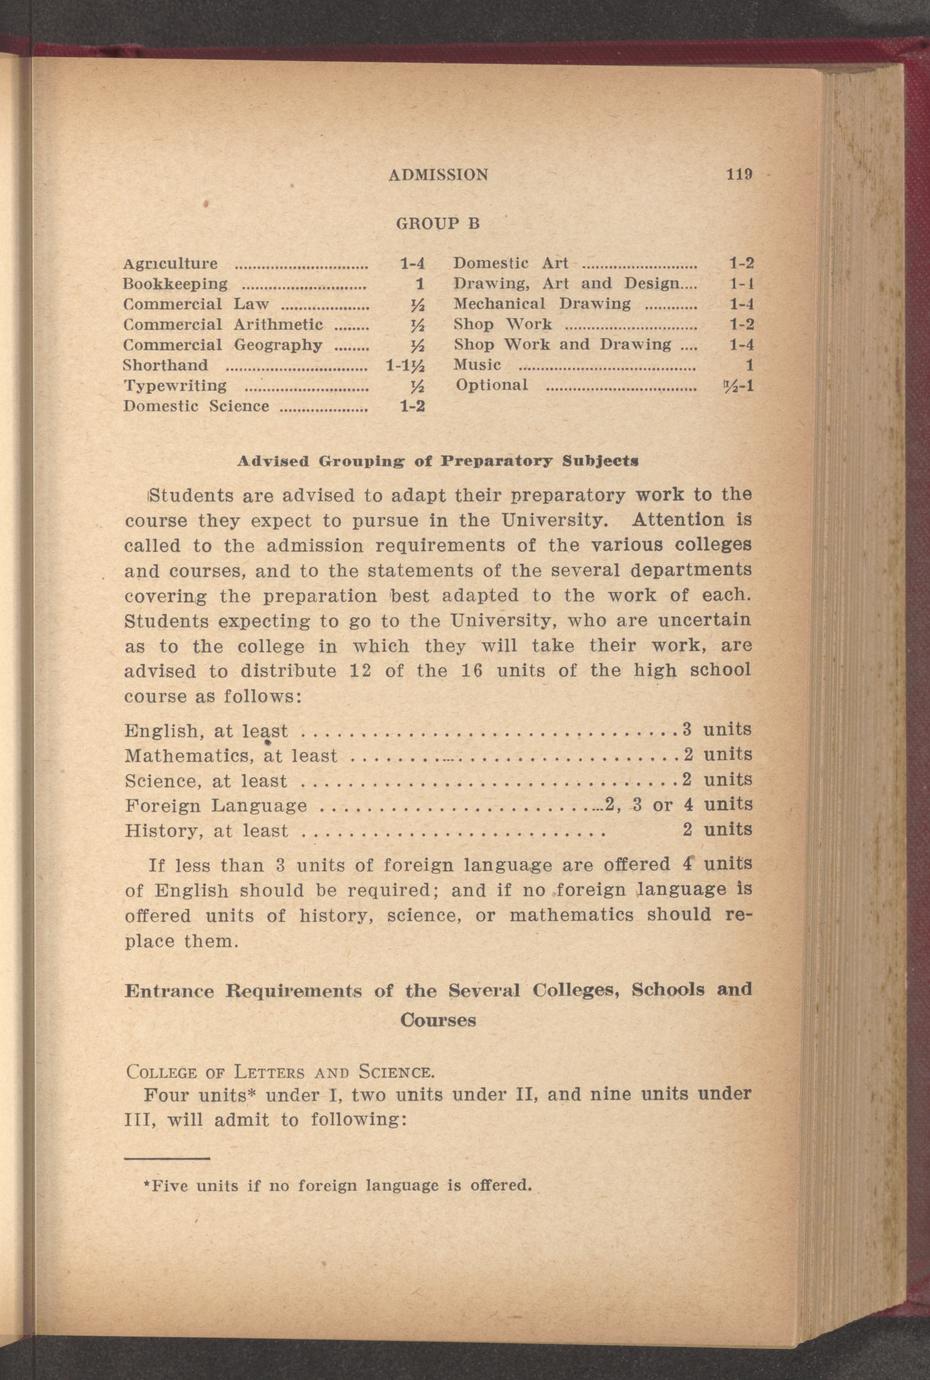 ADMISSION 119
GROUP B
Agriculture .............................. 1-4
Bookkeeping ............................ 1
Commercial Law .................... ½
Commercial Arithmetic ........ ½
Commercial Geography ........ ½
Shorthand ................................ 1-1½
Typewriting ............................ ½
Domestic Science .................... 1-2
Domestic Art .......................... 1-2
Drawing, Art and Design.... 1-4
Mechanical Drawing ............ 1-4
Shop Work .............................. 1-2
Shop Work and Drawing .... 1-4
Music ........................................ 1
Optional .................................. ½-1
Advised Grouping of Preparatory Subjects
Students are advised to adapt their preparatory work to the
course they expect to pursue in the University. Attention is
called to the admission requirements of the various colleges
and courses, and to the statements of the several departments
covering the preparation best adapted to the work of each.
Students expecting to go to the University, who are uncertain
as to the college in which they will take their work, are
advised to distribute 12 of the 16 units of the high school
course as follows:
English, at least ................................3 units
Mathematics, at least ............................2 units
Science, at least ................................2 units
Foreign Language ........................2, 3 or 4 units
History, at least .......................... 2 units
If less than 3 units of foreign language are offered 4 units
of English should be required; and if no foreign language is
offered units of history, science, or mathematics should re-
place them.
Entrance Requirements of the Several Colleges, Schools and
Courses
COLLEGE OF LETTERS AND SCIENCE.
Four units* under I, two units under II, and nine units under
III, will admit to following:
*Five units if no foreign language is offered.